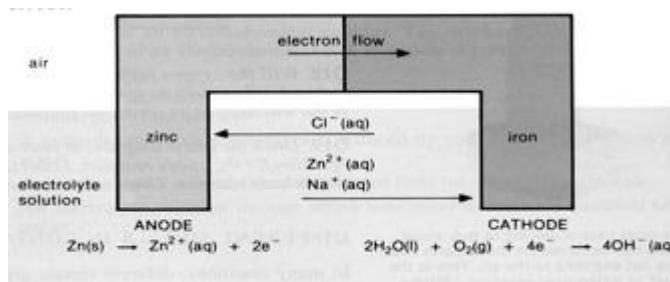 electron flow
air
Cl⁻(aq)
zinc
iron
Zn²⁺(aq)
Na⁺(aq)
electrolyte
solution
ANODE
CATHODE
Zn(s) → Zn²⁺(aq) + 2e⁻
2H₂O(l) + O₂(g) + 4e → 4OH⁻(aq